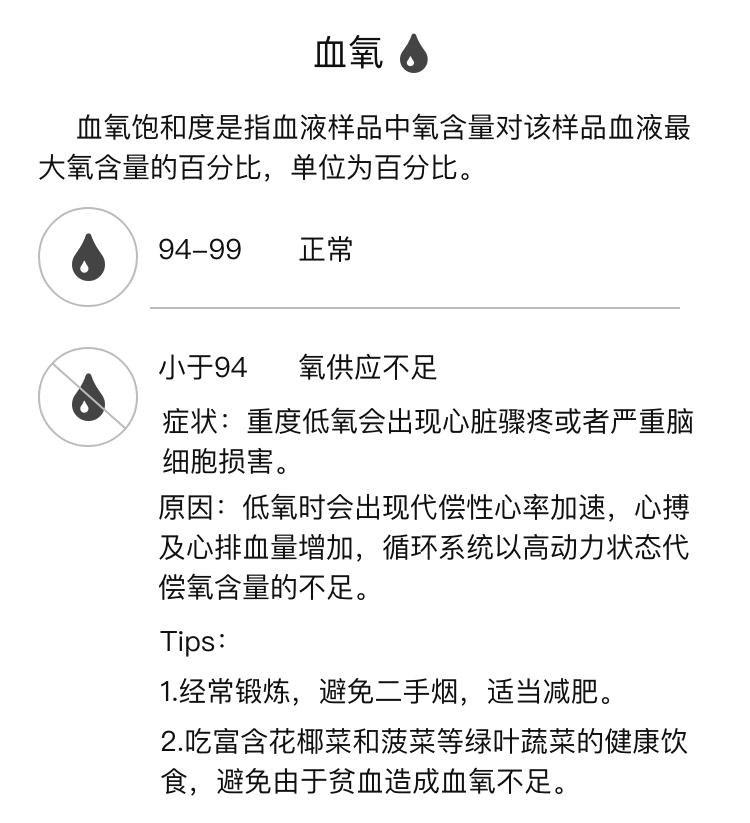 血氧
血氧饱和度是指血液样品中氧含量对该样品血液最
大氧含量的百分比，单位为百分比。
94–99 正常
小于94 氧供应不足
症状：重度低氧会出现心脏骤疼或者严重脑
细胞损害。
原因：低氧时会出现代偿性心率加速，心搏
及心排血量增加，循环系统以高动力状态代
偿氧含量的不足。
Tips：
1.经常锻炼，避免二手烟，适当减肥。
2.吃富含花椰菜和菠菜等绿叶蔬菜的健康饮
食，避免由于贫血造成血氧不足。